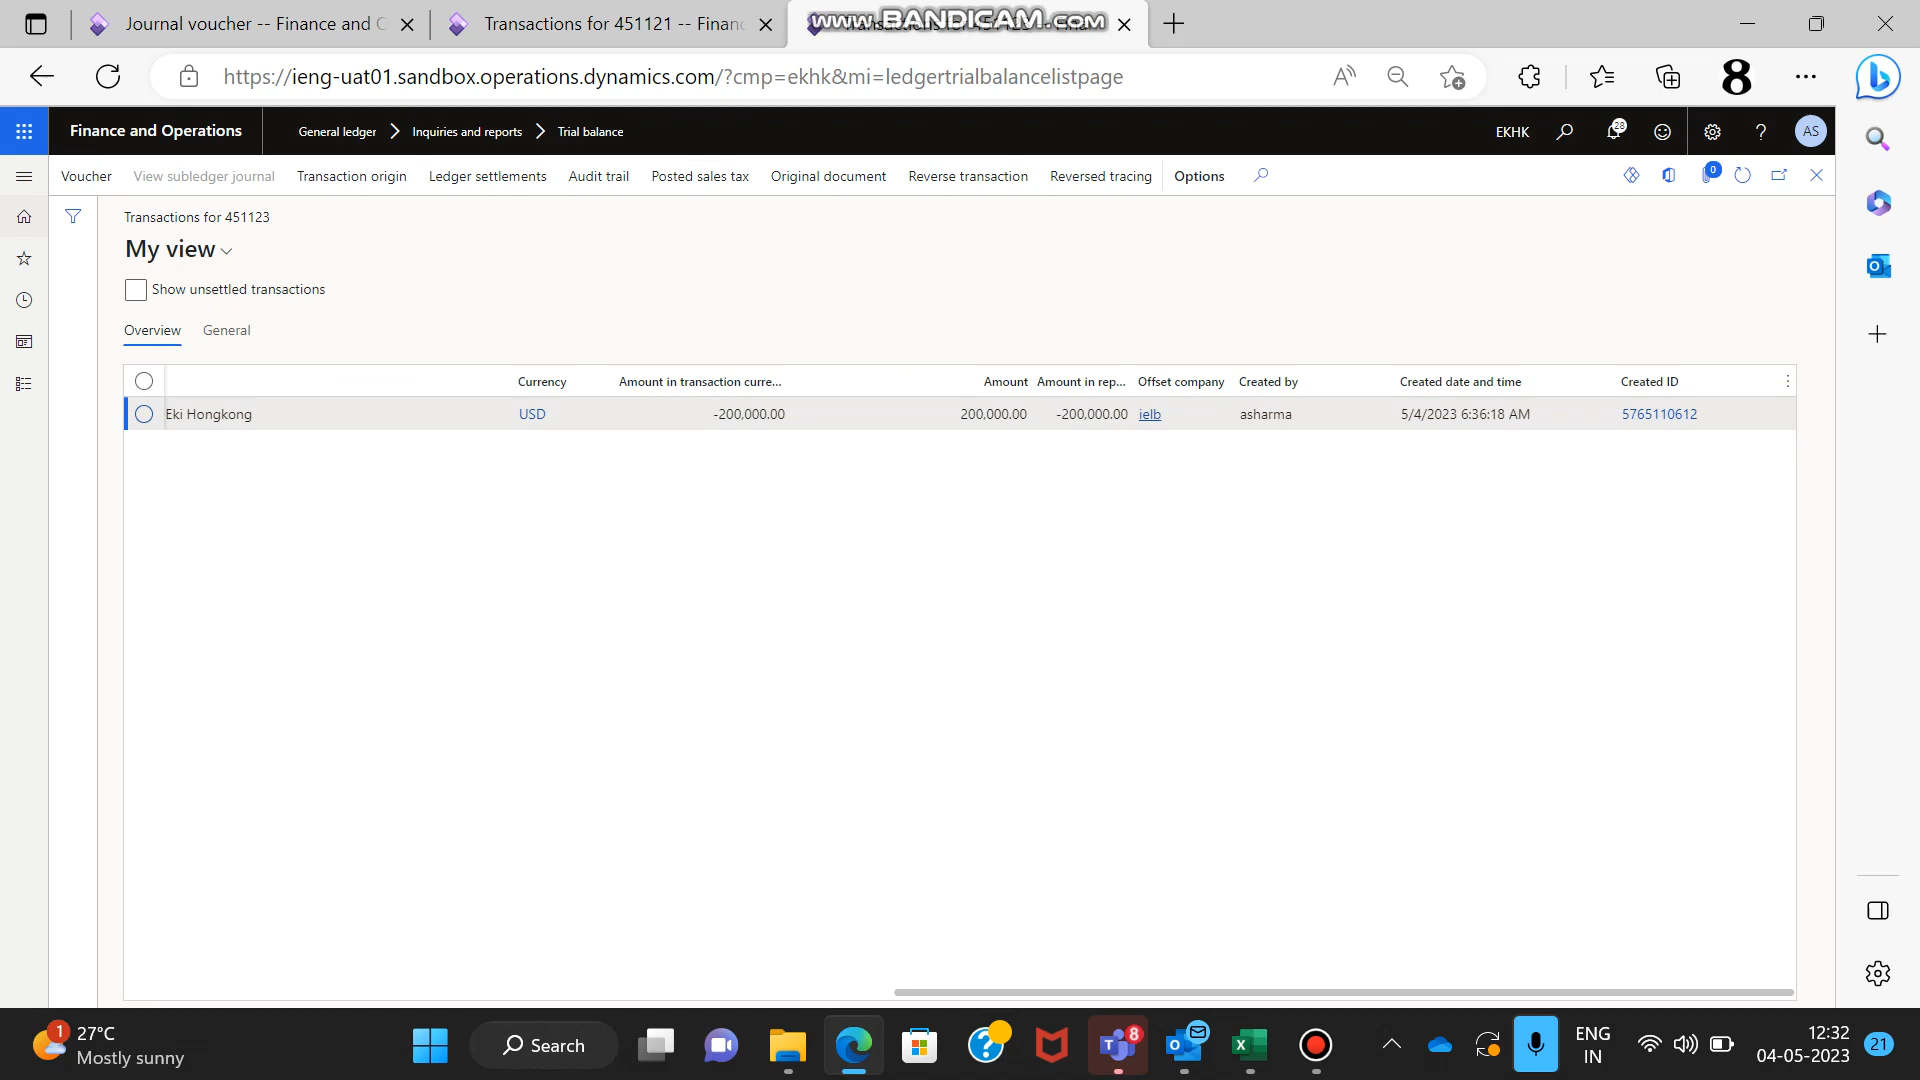 Journal voucher -- Finance and O
Transactions for 451121 -- Financ
www.BANDICAM.com
https://ieng-uat01.sandbox.operations.dynamics.com/?cmp=ekhk&mi=ledgertrialbalancelistpage
8
Finance and Operations
General ledger
Inquiries and reports
Trial balance
EKHK
28
?
AS
Voucher
View subledger journal
Transaction origin
Ledger settlements
Audit trail
Posted sales tax
Original document
Reverse transaction
Reversed tracing
Options
0
Transactions for 451123
My view
Show unsettled transactions
Overview
General
Currency
Amount in transaction curre...
Amount
Amount in rep...
Offset company
Created by
Created date and time
Created ID
Eki Hongkong
USD
-200,000.00
200,000.00
-200,000.00
ielb
asharma
5/4/2023 6:36:18 AM
5765110612
1
27°C
Mostly sunny
Search
8
ENG
IN
12:32
04-05-2023
21